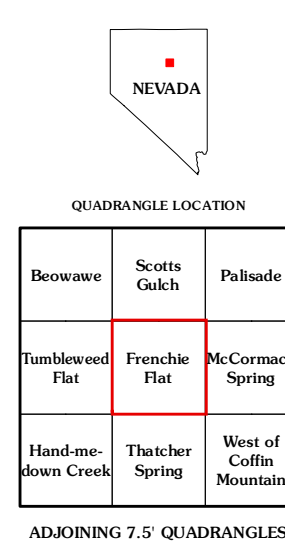 NEVADA
QUADRANGLE LOCATION
Beowawe
Scotts
Gulch
Palisade
Tumbleweed
Flat
Frenchie
Flat
McCormac
Spring
Hand-me-
down Creek
Thatcher
Spring
West of
Coffin
Mountain
ADJOINING 7.5' QUADRANGLES